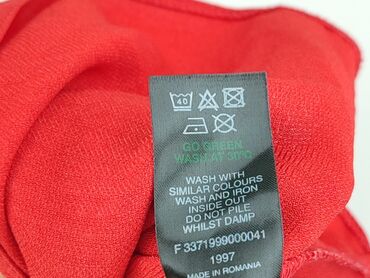 40
GO GREEN
WASH AT 30°C
WASH WITH
SIMILAR COLOURS
WASH AND IRON
INSIDE OUT
DO NOT PILE
WHILST DAMP
F 3371999000041
1997
MADE IN ROMANIA